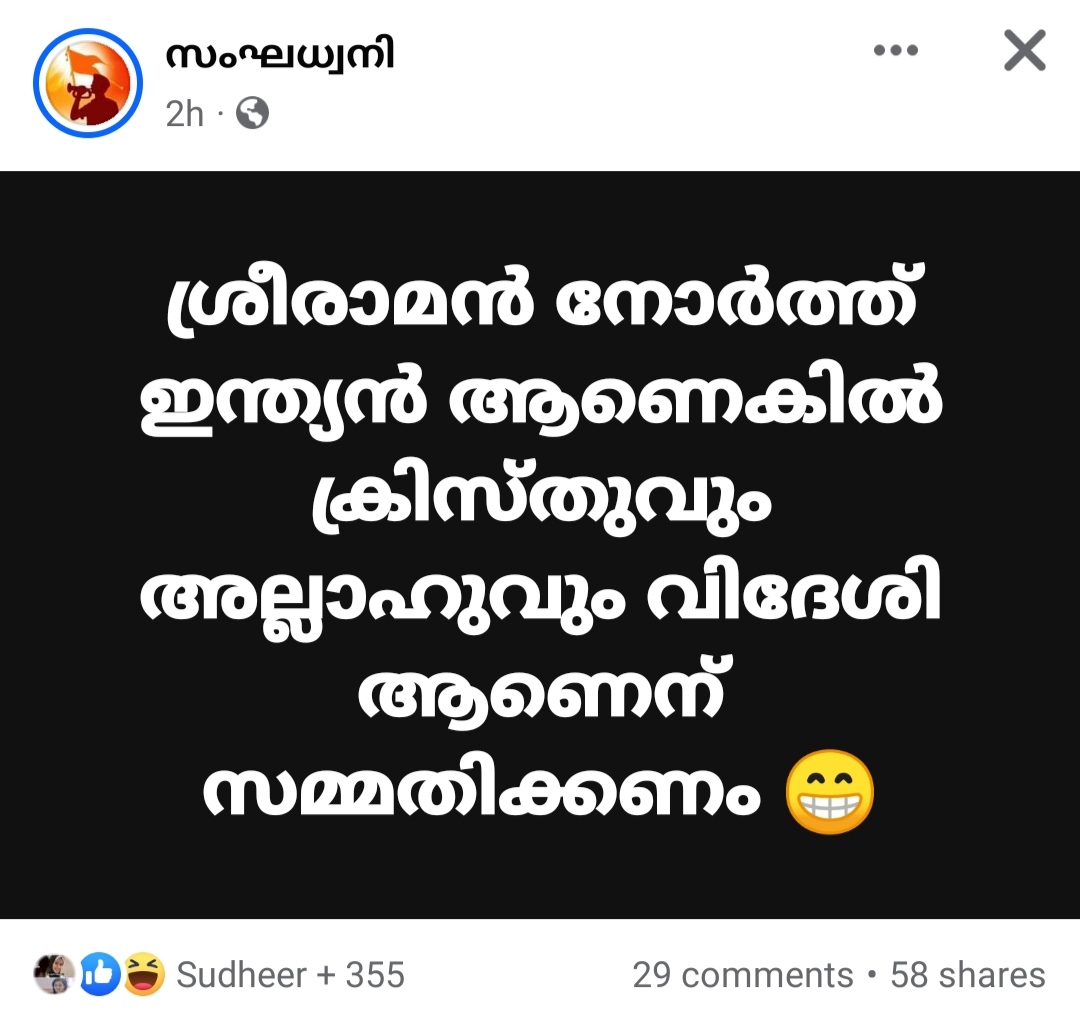 സംഘധ്വനി
2h ·
ശ്രീരാമൻ നോർത്ത്
ഇന്ത്യൻ ആണെകിൽ
ക്രിസ്തുവും
അല്ലാഹുവും വിദേശി
ആണെന്
സമ്മതിക്കണം 😁
Sudheer + 355
29 comments • 58 shares